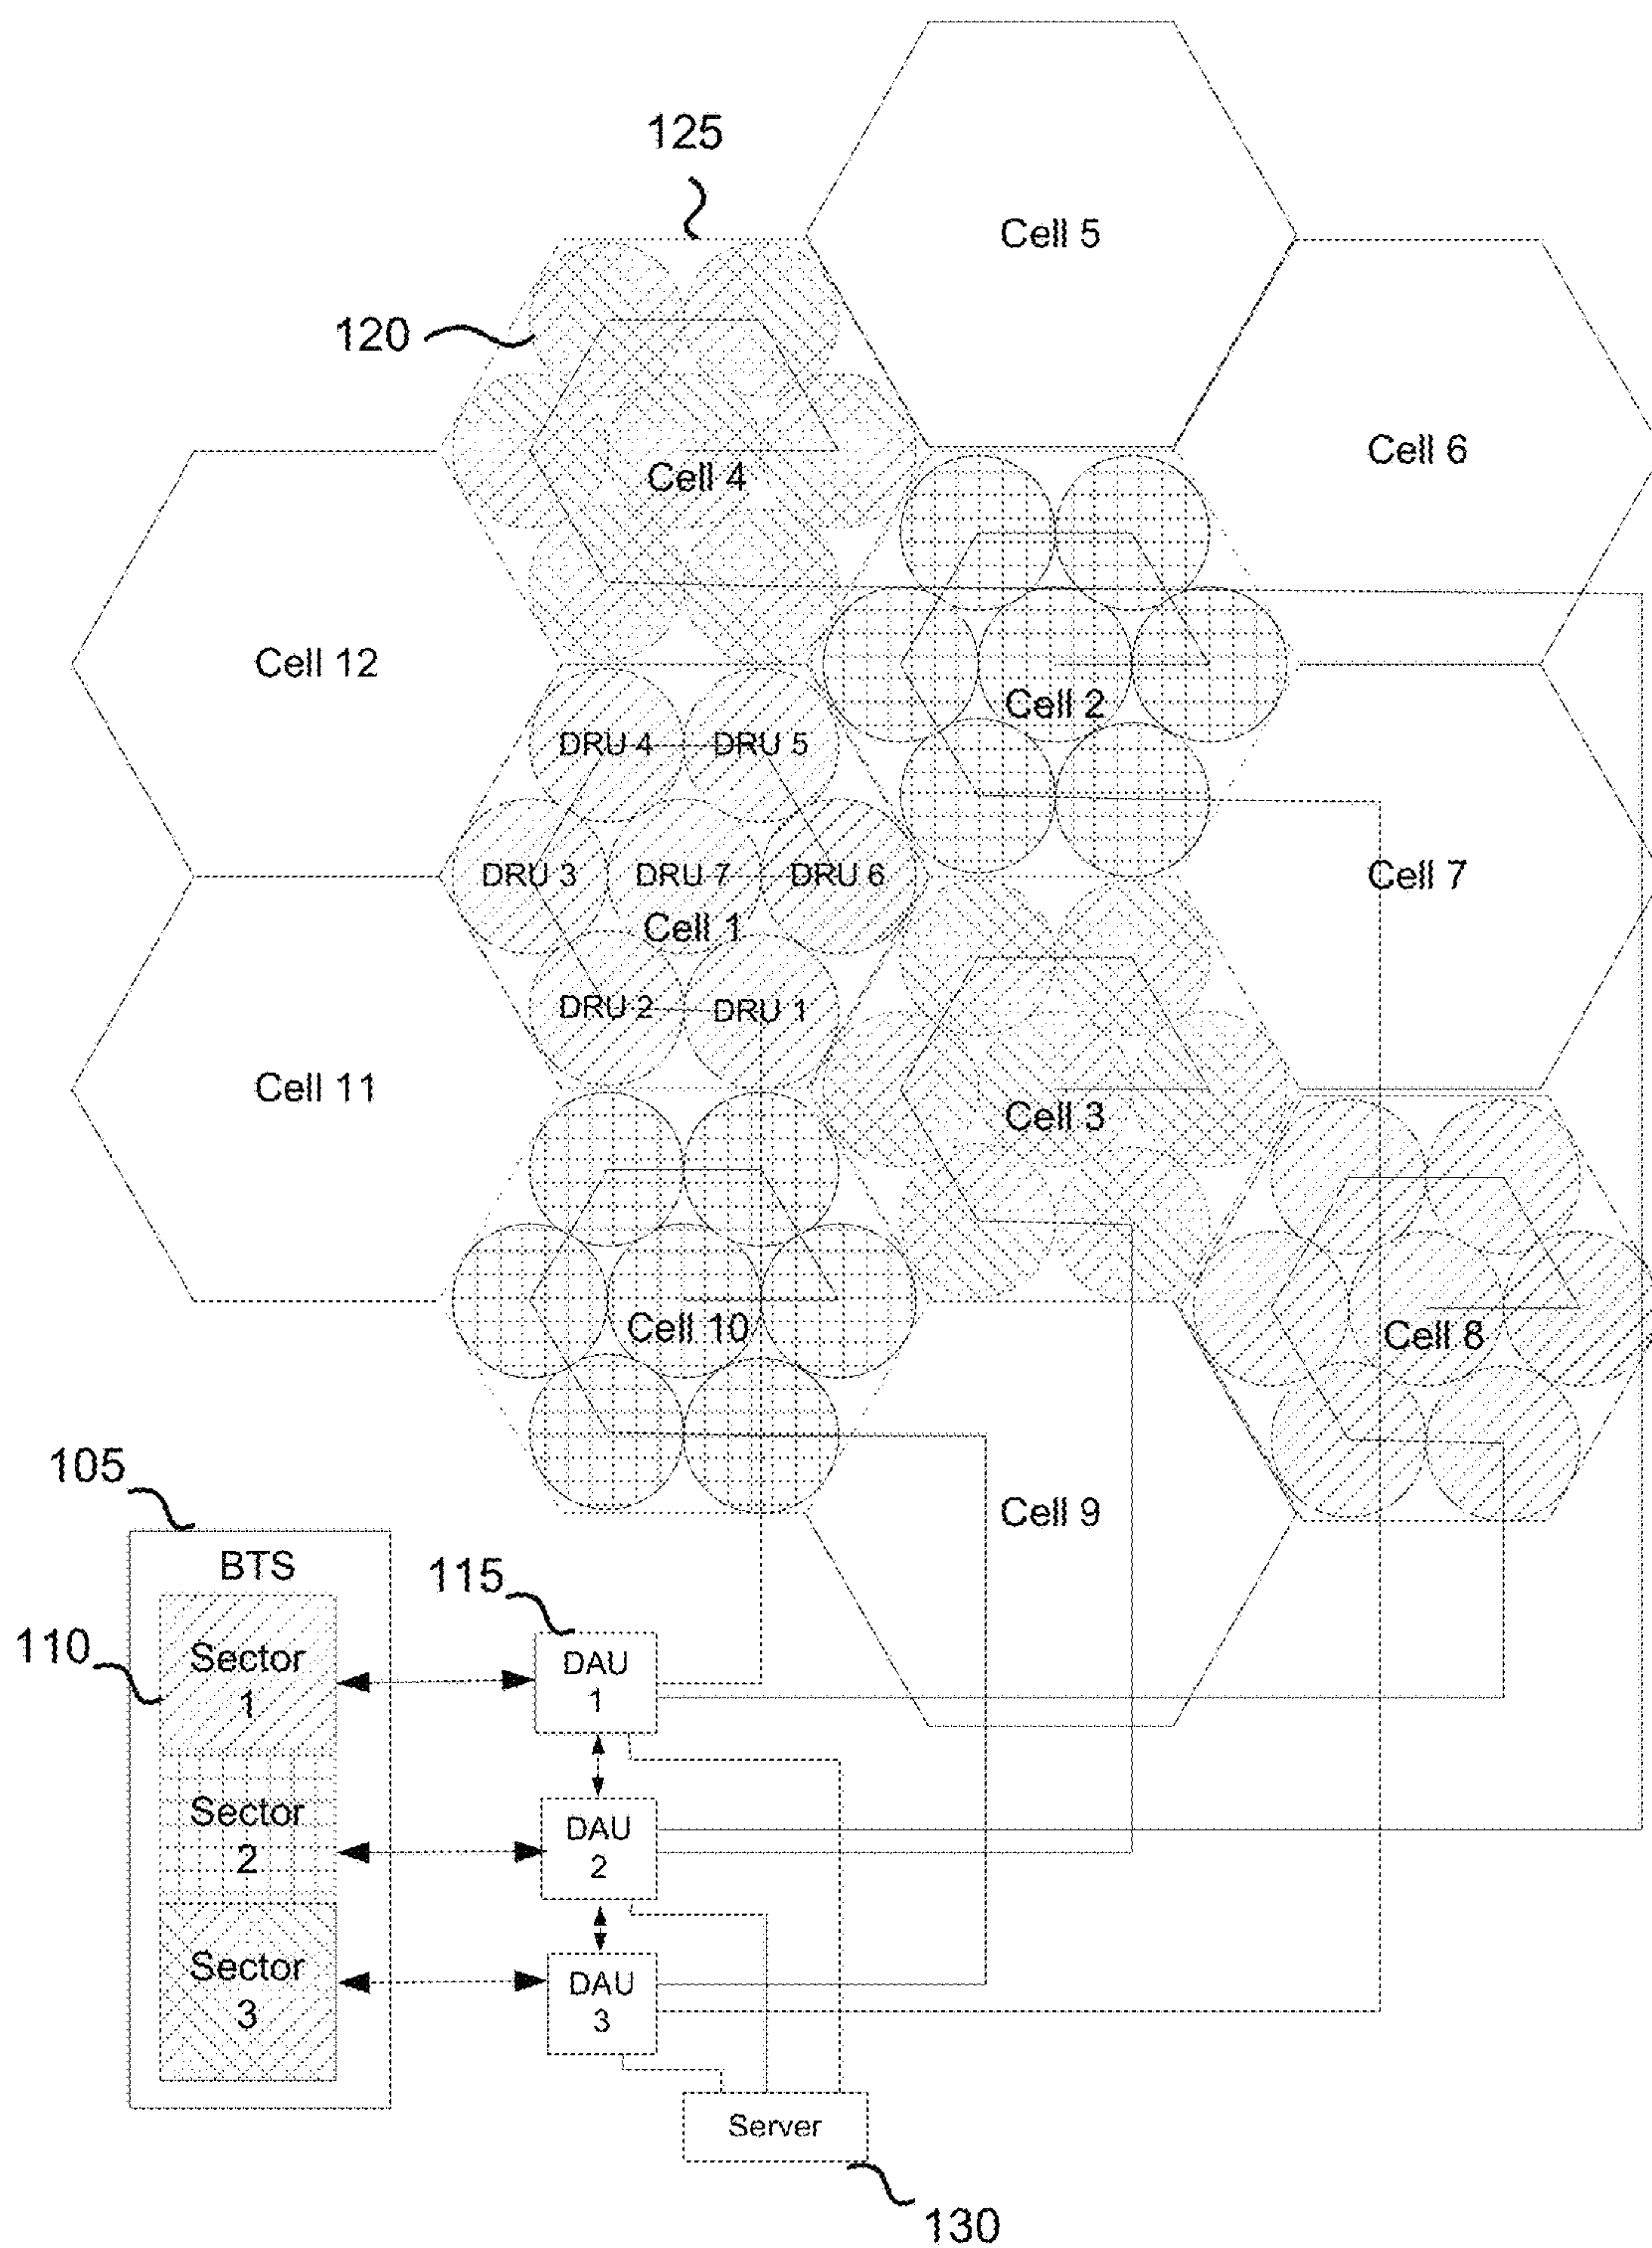 125
Cell 5
120
Cell 6
Cell 4
Cell 12
Cell 2
DRU 4
DRU 5
DRU 3
DRU 7
DRU 6
Cell 7
Cell 1
DRU 2
DRU 1
Cell 11
Cell 3
Cell 10
Cell 8
105
Cell 9
BTS
115
110
Sector
1
DAU
1
Sector
2
DAU
2
Sector
3
DAU
3
Server
130